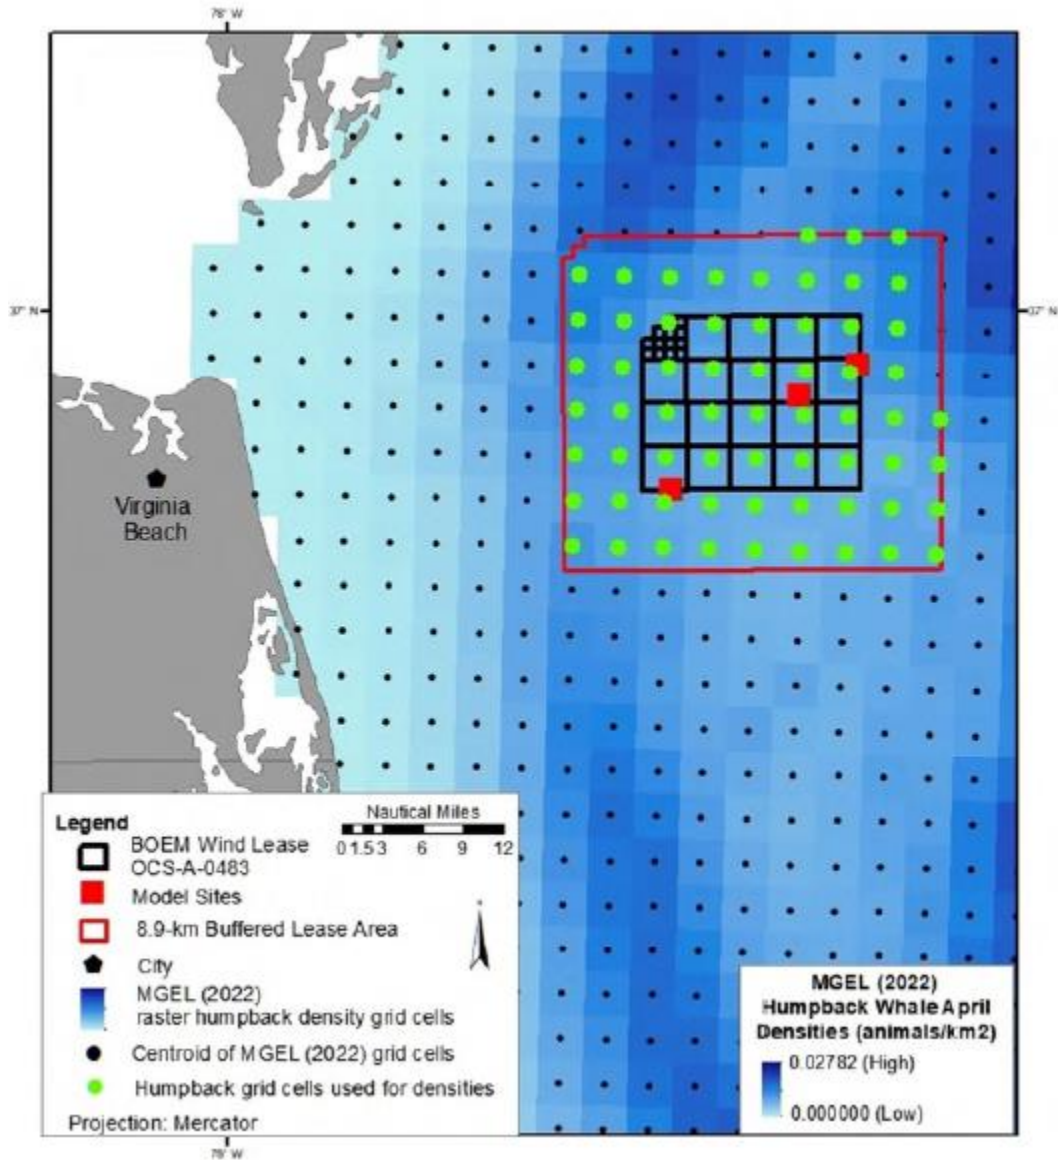 76° W
37° N
37° N
Virginia
Beach
Legend
Nautical Miles
0 1.5 3 6 9 12
BOEM Wind Lease
OCS-A-0483
Model Sites
8.9-km Buffered Lease Area
City
MGEL (2022)
raster humpback density grid cells
Centroid of MGEL (2022) grid cells
Humpback grid cells used for densities
Projection: Mercator
MGEL (2022)
Humpback Whale April
Densities (animals/km2)
0.02782 (High)
0.000000 (Low)
76° W